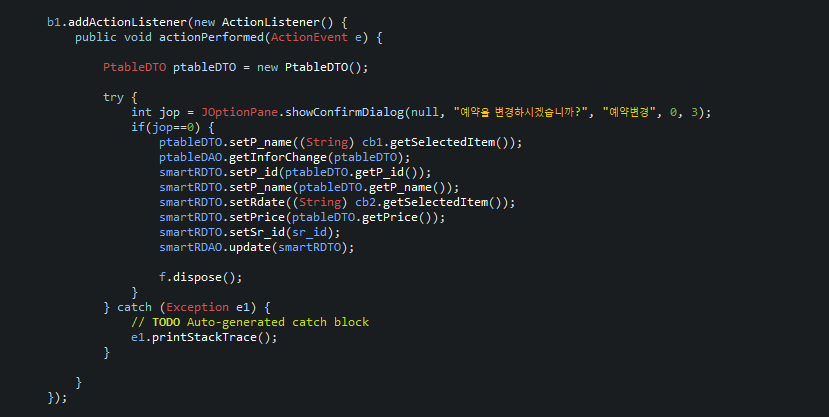 b1.addActionListener(new ActionListener() {
public void actionPerformed(ActionEvent e) {
PtableDTO ptableDTO = new PtableDTO();
try {
int jop = JOptionPane.showConfirmDialog(null, "예약을 변경하시겠습니까?", "예약변경", 0, 3);
if(jop==0) {
ptableDTO.setP_name((String) cb1.getSelectedItem());
ptableDAO.getInforChange(ptableDTO);
smartRDTO.setP_id(ptableDTO.getP_id());
smartRDTO.setP_name(ptableDTO.getP_name());
smartRDTO.setRdate((String) cb2.getSelectedItem());
smartRDTO.setPrice(ptableDTO.getPrice());
smartRDTO.setSr_id(sr_id);
smartRDAO.update(smartRDTO);
f.dispose();
}
} catch (Exception e1) {
// TODO Auto-generated catch block
e1.printStackTrace();
}
}
});